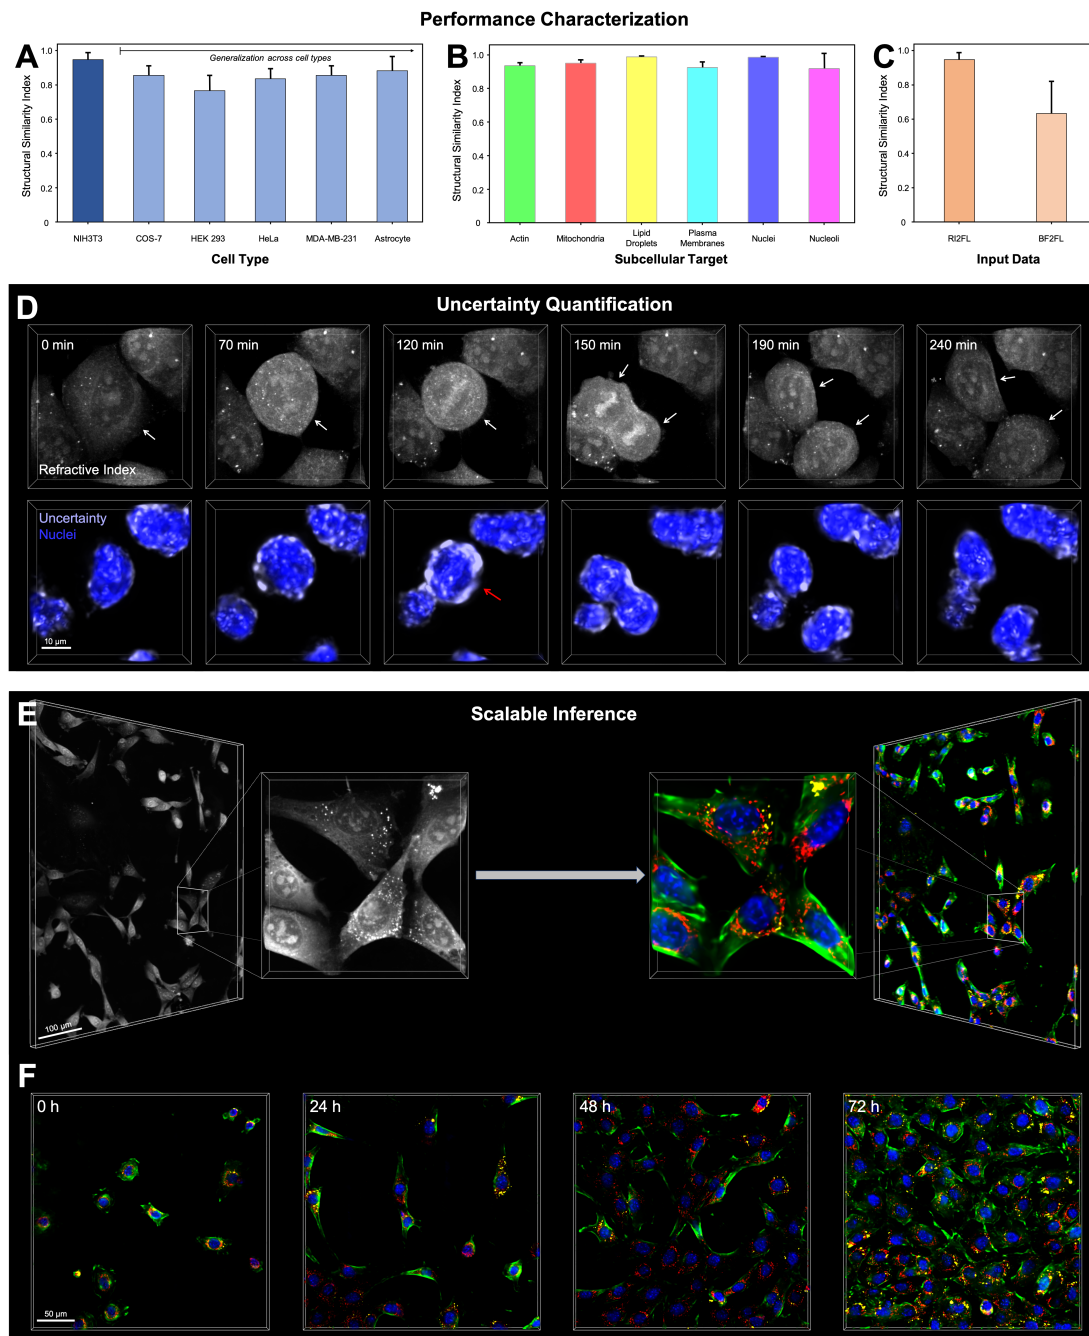 Performance Characterization
A
Structural Similarity Index
1.0
0.8
0.6
0.4
0.2
0
Generalization across cell types
NIH3T3
COS-7
HEK 293
HeLa
MDA-MB-231
Astrocyte
Cell Type
B
Structural Similarity Index
1.0
0.8
0.6
0.4
0.2
0
Actin
Mitochondria
Lipid
Droplets
Plasma
Membranes
Nuclei
Nucleoli
Subcellular Target
C
Structural Similarity Index
1.0
0.8
0.6
0.4
0.2
0
RI2FL
BF2FL
Input Data
D
Uncertainty Quantification
0 min
70 min
120 min
150 min
190 min
240 min
Refractive Index
Uncertainty
Nuclei
10 μm
E
Scalable Inference
100 μm
F
0 h
24 h
48 h
72 h
50 μm